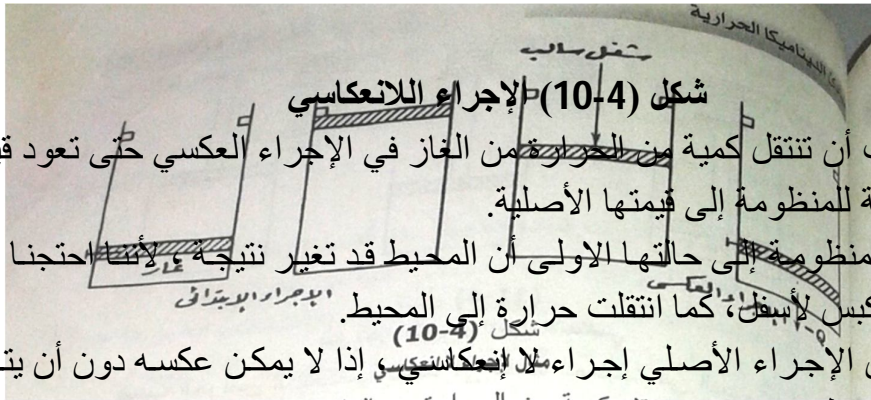 الديناميكا الحرارية
شغل سالب
شكل (4-10) الإجراء اللانعكاسي
أن تنتقل كمية من الحرارة من الغاز في الإجراء العكسي حتى تعود
للمنظومة إلى قيمتها الأصلية.
إلى حالتها الاولى أن المحيط قد تغير نتيجة ، لأننا احتجنا
لأسفل، كما انتقلت حرارة إلى المحيط.
غاز
الإجراء الابتدائي
الإجراء العكسي
شكل (4-10)
الإجراء الأصلي إجراء لا إنعكاسي ، إذا لا يمكن عكسه دون أن